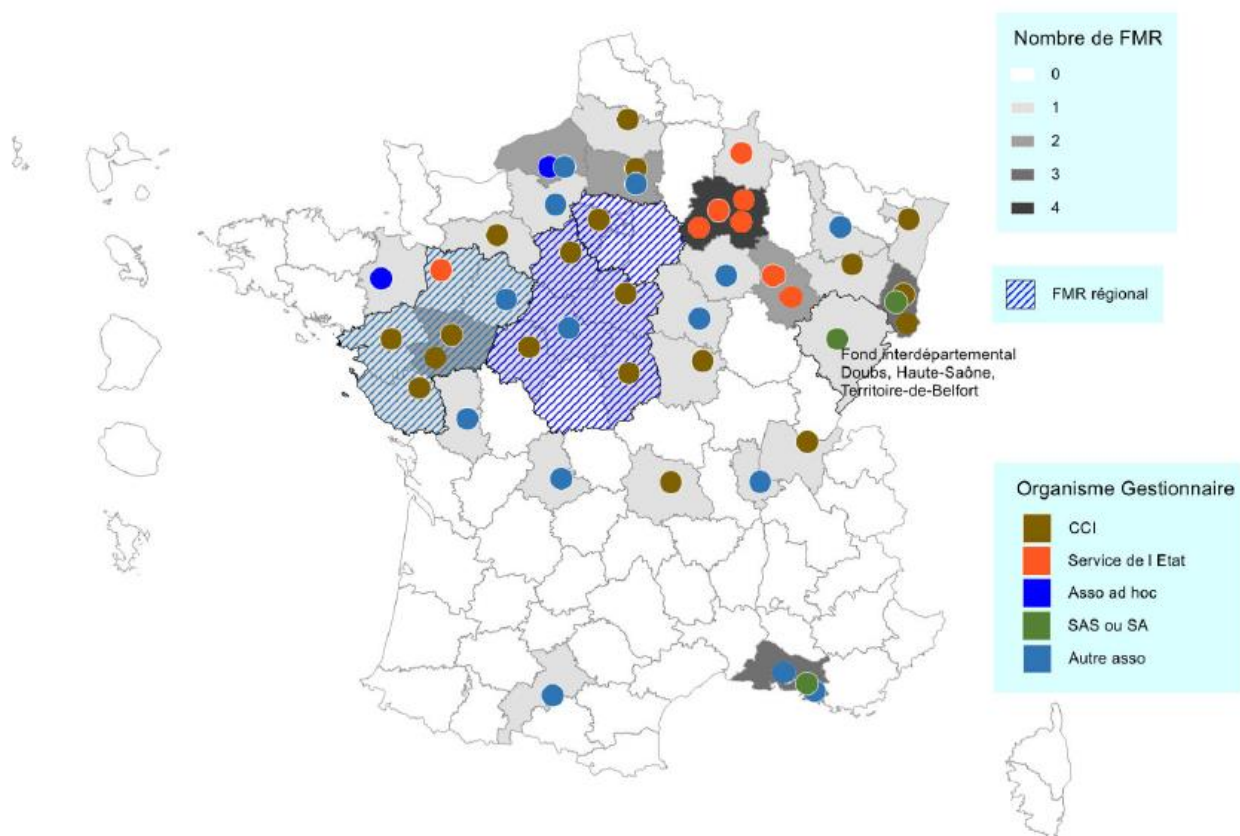 Nombre de FMR
0
1
2
3
4
FMR régional
Fond interdépartemental
Doubs, Haute-Saône,
Territoire-de-Belfort
Organisme Gestionnaire
CCI
Service de l Etat
Asso ad hoc
SAS ou SA
Autre asso